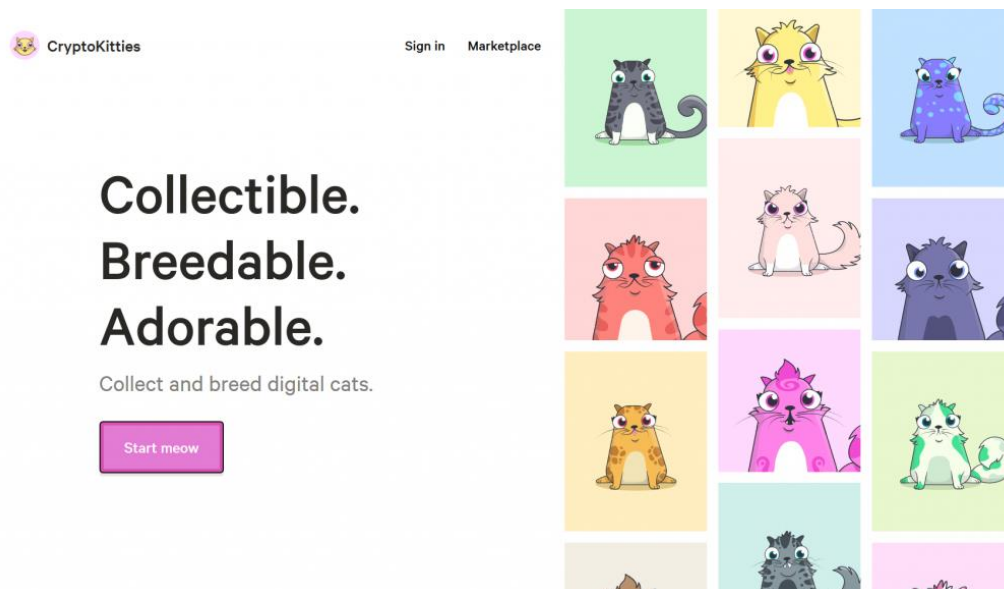 CryptoKitties
Sign in Marketplace
Collectible.
Breedable.
Adorable.
Collect and breed digital cats.
Start meow